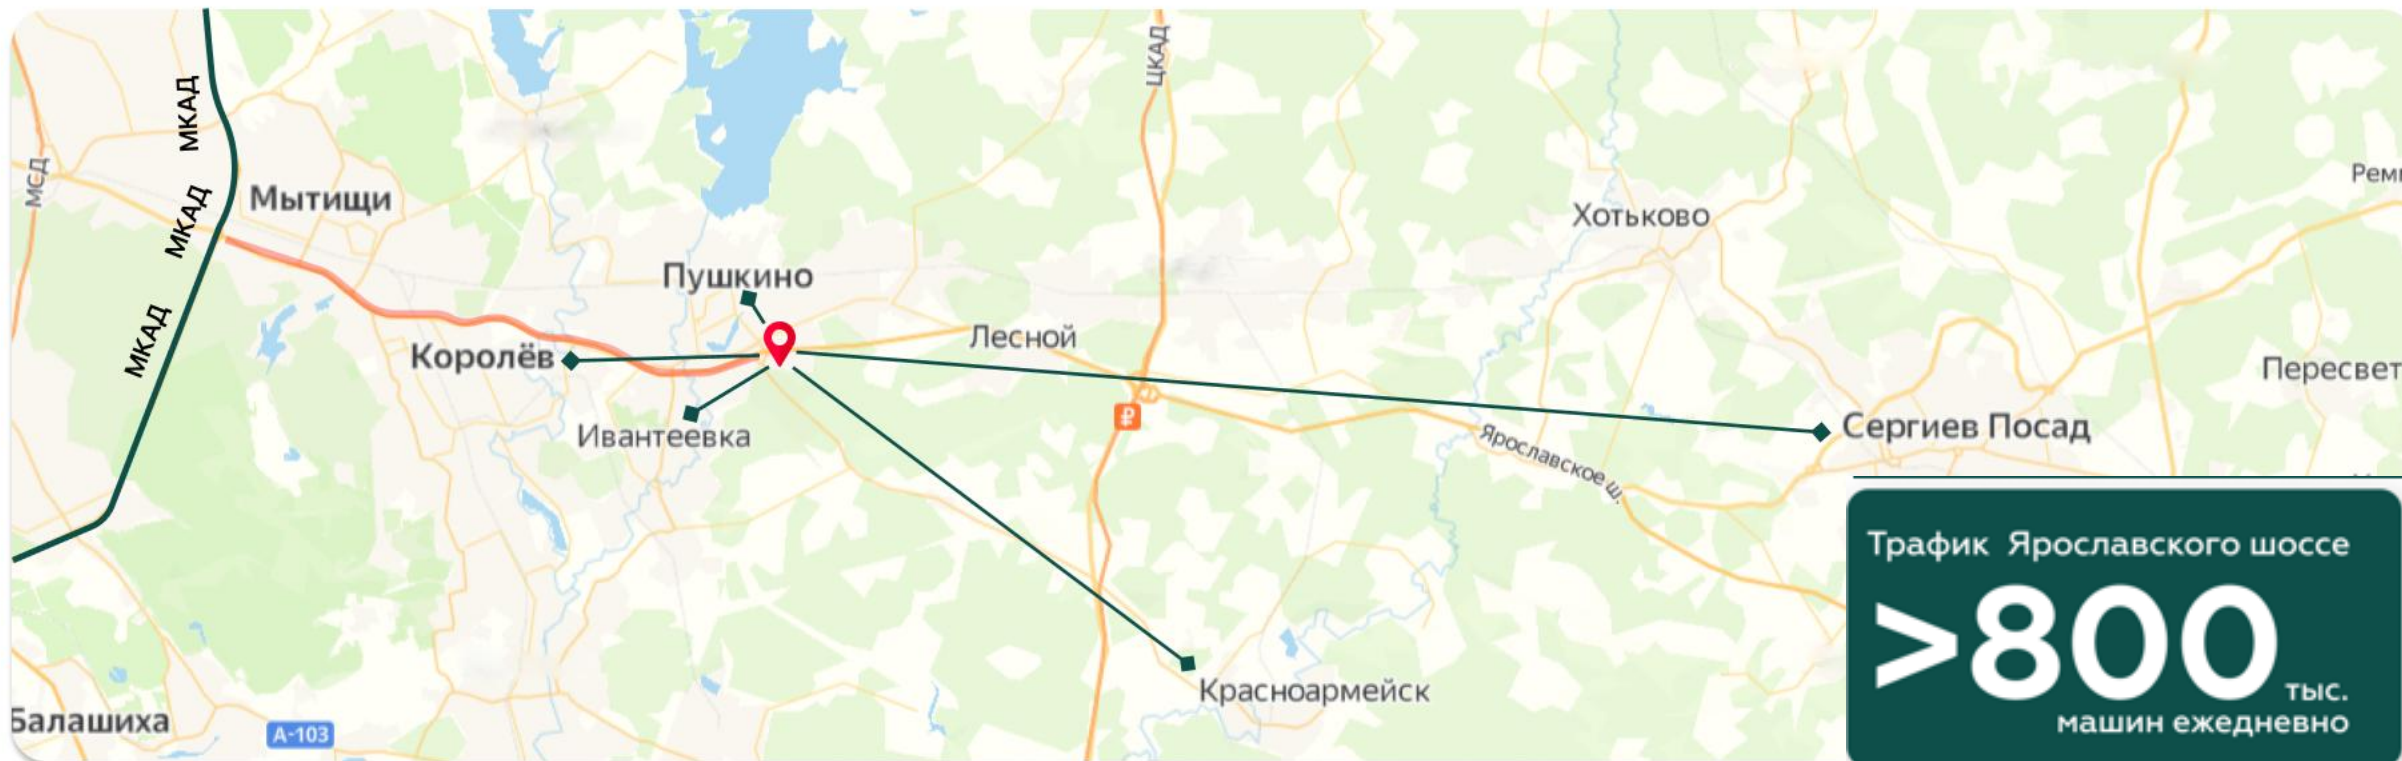 ЦКАД
МКАД
МСД
Мытищи
МКАД
Хотьково
Пушкино
МКАД
Лесной
Королёв
Пересвет
₽
Ивантеевка
Ярославское ш.
Сергиев Посад
Трафик Ярославского шоссе
>800
тыс.
машин ежедневно
Красноармейск
Балашиха
А-103